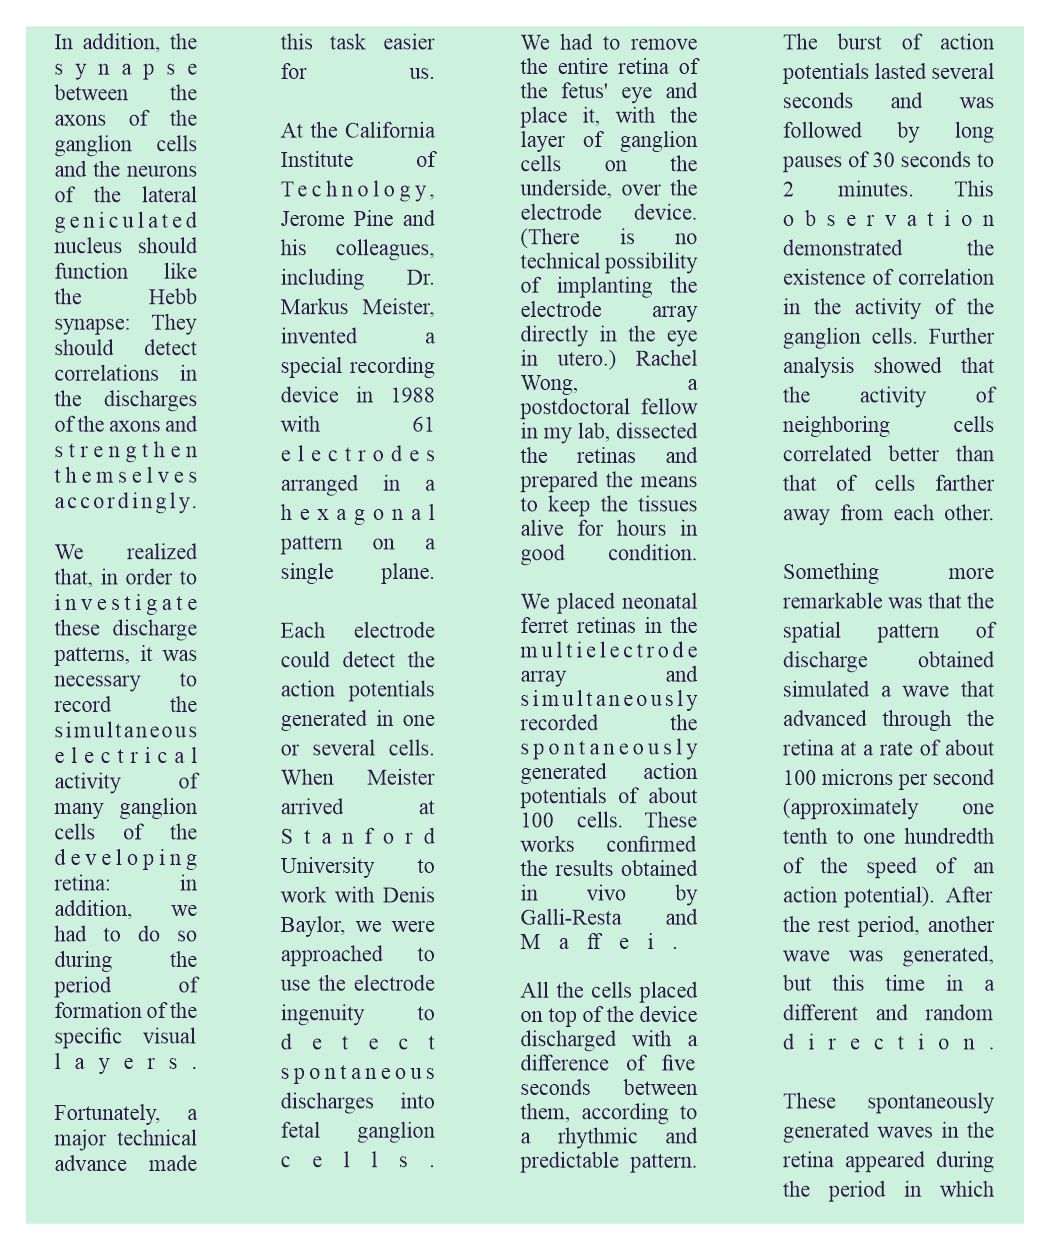 In addition, the
synapse
between the
axons of the
ganglion cells
and the neurons
of the lateral
geniculated
nucleus should
function like
the Hebb
synapse: They
should detect
correlations in
the discharges
of the axons and
strengthen
themselves
accordingly.
We realized
that, in order to
investigate
these discharge
patterns, it was
necessary to
record the
simultaneous
electrical
activity of
many ganglion
cells of the
developing
retina: in
addition, we
had to do so
during the
period of
formation of the
specific visual
layers.
Fortunately, a
major technical
advance made
this task easier
for us.
At the California
Institute of
Technology,
Jerome Pine and
his colleagues,
including Dr.
Markus Meister,
invented a
special recording
device in 1988
with 61
electrodes
arranged in a
hexagonal
pattern on a
single plane.
Each electrode
could detect the
action potentials
generated in one
or several cells.
When Meister
arrived at
Stanford
University to
work with Denis
Baylor, we were
approached to
use the electrode
ingenuity to
detect
spontaneous
discharges into
fetal ganglion
cells.
We had to remove
the entire retina of
the fetus' eye and
place it, with the
layer of ganglion
cells on the
underside, over the
electrode device.
(There is no
technical possibility
of implanting the
electrode array
directly in the eye
in utero.) Rachel
Wong, a
postdoctoral fellow
in my lab, dissected
the retinas and
prepared the means
to keep the tissues
alive for hours in
good condition.
We placed neonatal
ferret retinas in the
multielectrode
array and
simultaneously
recorded the
spontaneously
generated action
potentials of about
100 cells. These
works confirmed
the results obtained
in vivo by
Galli-Resta and
Maffei.
All the cells placed
on top of the device
discharged with a
difference of five
seconds between
them, according to
a rhythmic and
predictable pattern.
The burst of action
potentials lasted several
seconds and was
followed by long
pauses of 30 seconds to
2 minutes. This
observation
demonstrated the
existence of correlation
in the activity of the
ganglion cells. Further
analysis showed that
the activity of
neighboring cells
correlated better than
that of cells farther
away from each other.
Something more
remarkable was that the
spatial pattern of
discharge obtained
simulated a wave that
advanced through the
retina at a rate of about
100 microns per second
(approximately one
tenth to one hundredth
of the speed of an
action potential). After
the rest period, another
wave was generated,
but this time in a
different and random
direction.
These spontaneously
generated waves in the
retina appeared during
the period in which